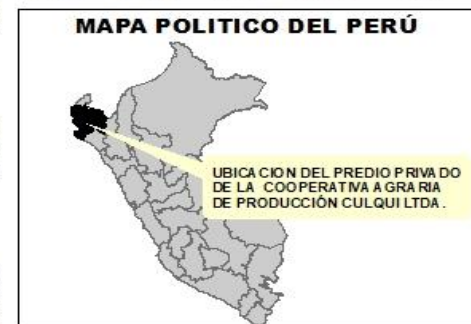 MAPA POLITICO DEL PERÚ
UBICACION DEL PREDIO PRIVADO
DE LA COOPERATIVA AGRARIA
DE PRODUCCIÓN CULQUI LTDA.